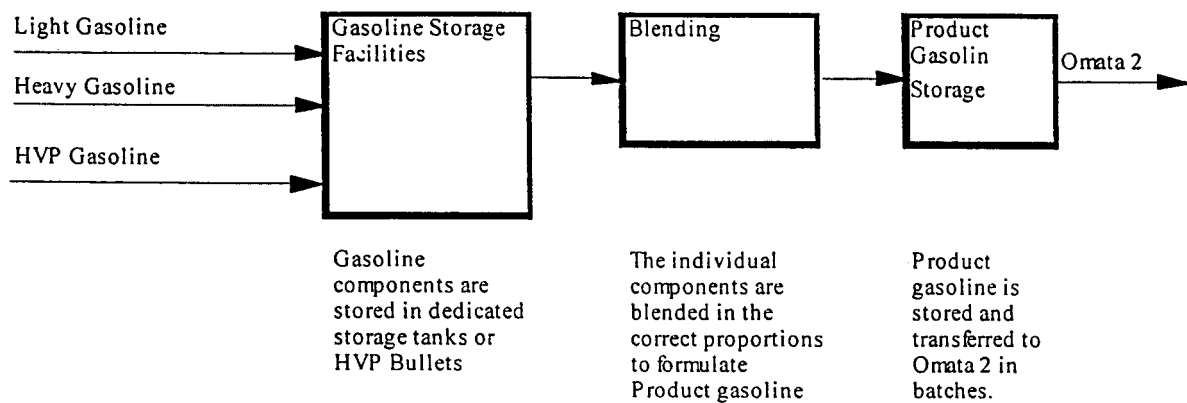 Light Gasoline
Heavy Gasoline
HVP Gasoline
Gasoline Storage
Facilities
Blending
Product
Gasolin
Storage
Omata 2
Gasoline
components are
stored in dedicated
storage tanks or
HVP Bullets
The individual
components are
blended in the
correct proportions
to formulate
Product gasoline
Product
gasoline is
stored and
transferred to
Omata 2 in
batches.